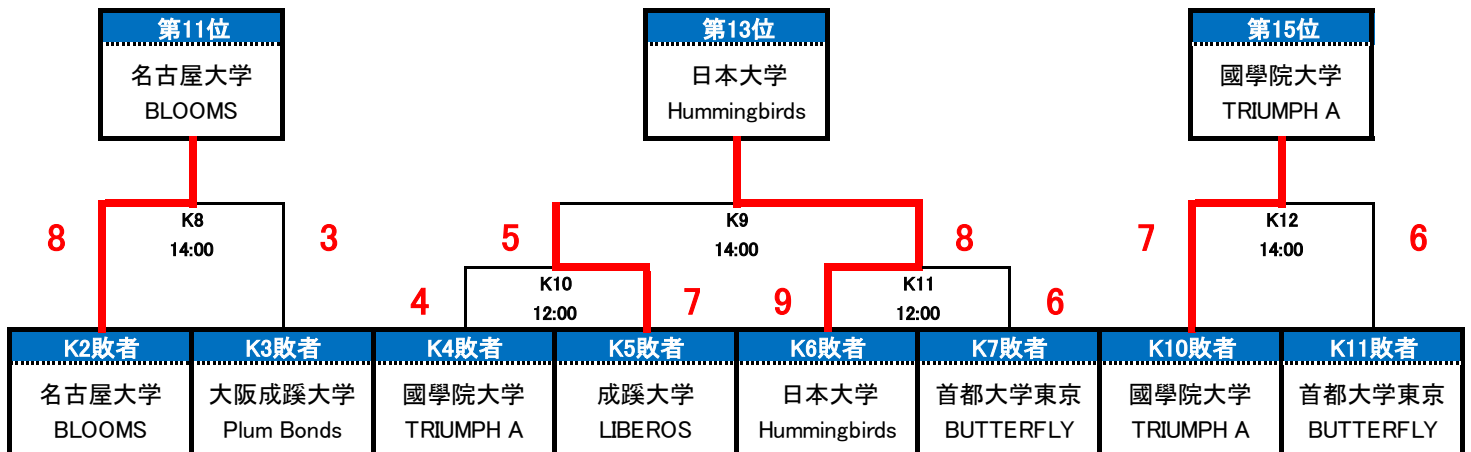 第11位
名古屋大学
BLOOMS
第13位
日本大学
Hummingbirds
第15位
國學院大学
TRIUMPH A
8
K8
14:00
3
5
K9
14:00
8
7
K12
14:00
6
4
K10
12:00
7
9
K11
12:00
6
K2敗者
名古屋大学
BLOOMS
K3敗者
大阪成蹊大学
Plum Bonds
K4敗者
國學院大学
TRIUMPH A
K5敗者
成蹊大学
LIBEROS
K6敗者
日本大学
Hummingbirds
K7敗者
首都大学東京
BUTTERFLY
K10敗者
國學院大学
TRIUMPH A
K11敗者
首都大学東京
BUTTERFLY